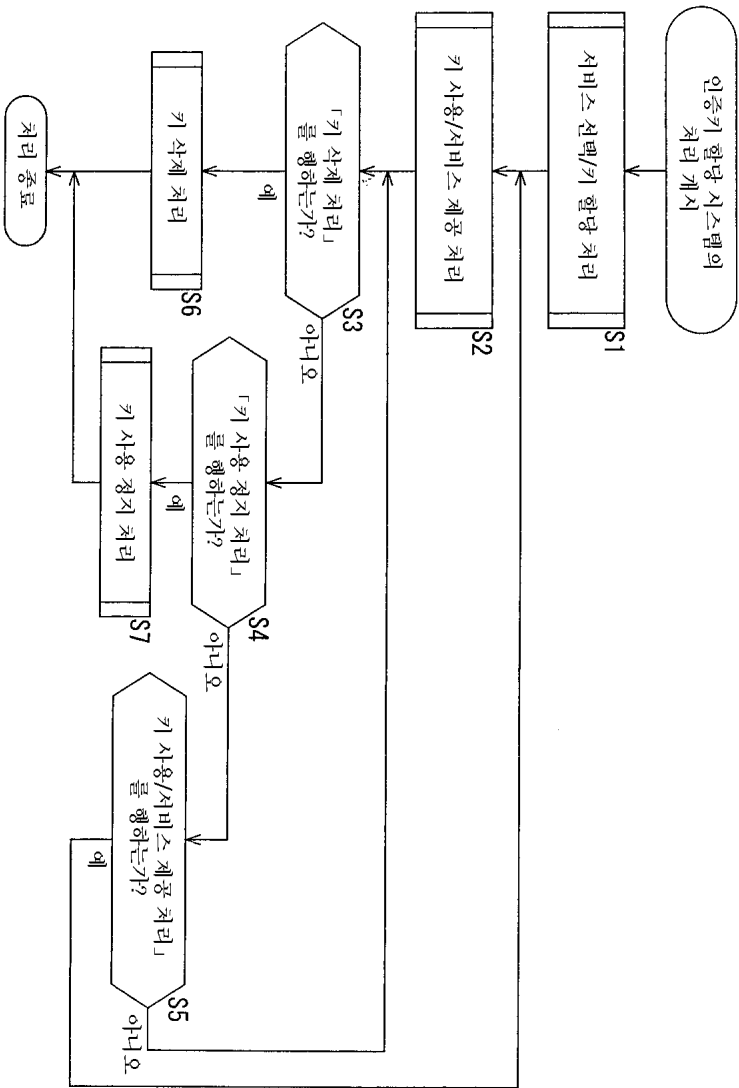 인증키 할당 시스템의
처리 개시
서비스 선택/키 할당 처리
S1
키 사용/서비스 제공 처리
S2
「키 삭제 처리」
를 행하는가?
S3
예
아니오
키 삭제 처리
S6
처리 종료
「키 사용 정지 처리」
를 행하는가?
S4
예
아니오
키 사용 정지 처리
S7
키 사용/서비스 제공 처리」
를 행하는가?
S5
예
아니오